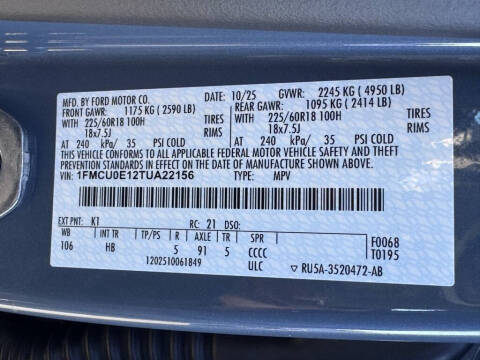 MFD. BY FORD MOTOR CO. DATE: 10/25 GVWR: 2245 KG ( 4950 LB)
FRONT GAWR: 1175 KG ( 2590 LB) REAR GAWR: 1095 KG ( 2414 LB)
WITH 225/60R18 100H TIRES WITH 225/60R18 100H TIRES
18x7.5J RIMS 18x7.5J RIMS
AT 240 kPa/ 35 PSI COLD AT 240 kPa/ 35 PSI COLD
THIS VEHICLE CONFORMS TO ALL APPLICABLE FEDERAL MOTOR VEHICLE SAFETY AND THEFT
PREVENTION STANDARDS IN EFFECT ON THE DATE OF MANUFACTURE SHOWN ABOVE.
VIN: 1FMCU0E12TUA22156 TYPE: MPV
EXT PNT: K1 RC: 21 DSO:
WB INT TR TP/PS R AXLE TR SPR F0068
106 HB 5 91 5 CCCC T0195
1202510061849 ULC RU5A-3520472-AB